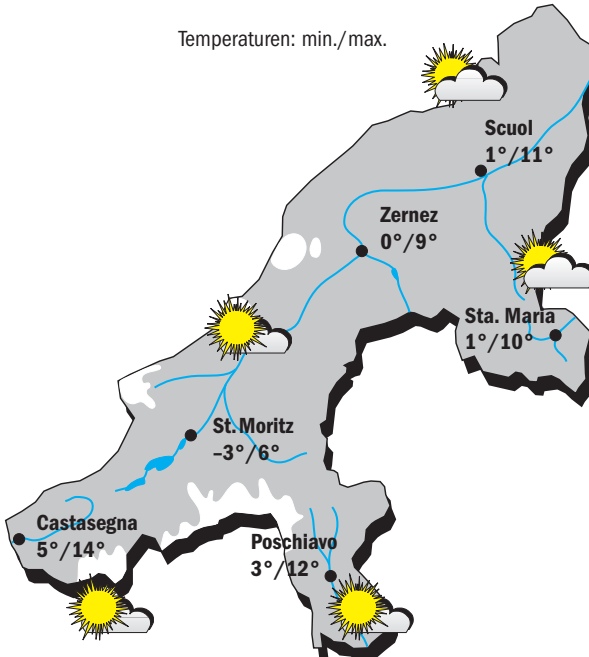 Temperaturen: min./max.
Scuol
1°/11°
Zernez
0°/9°
Sta. Maria
1°/10°
St. Moritz
–3°/6°
Castasegna
5°/14°
Poschiavo
3°/12°